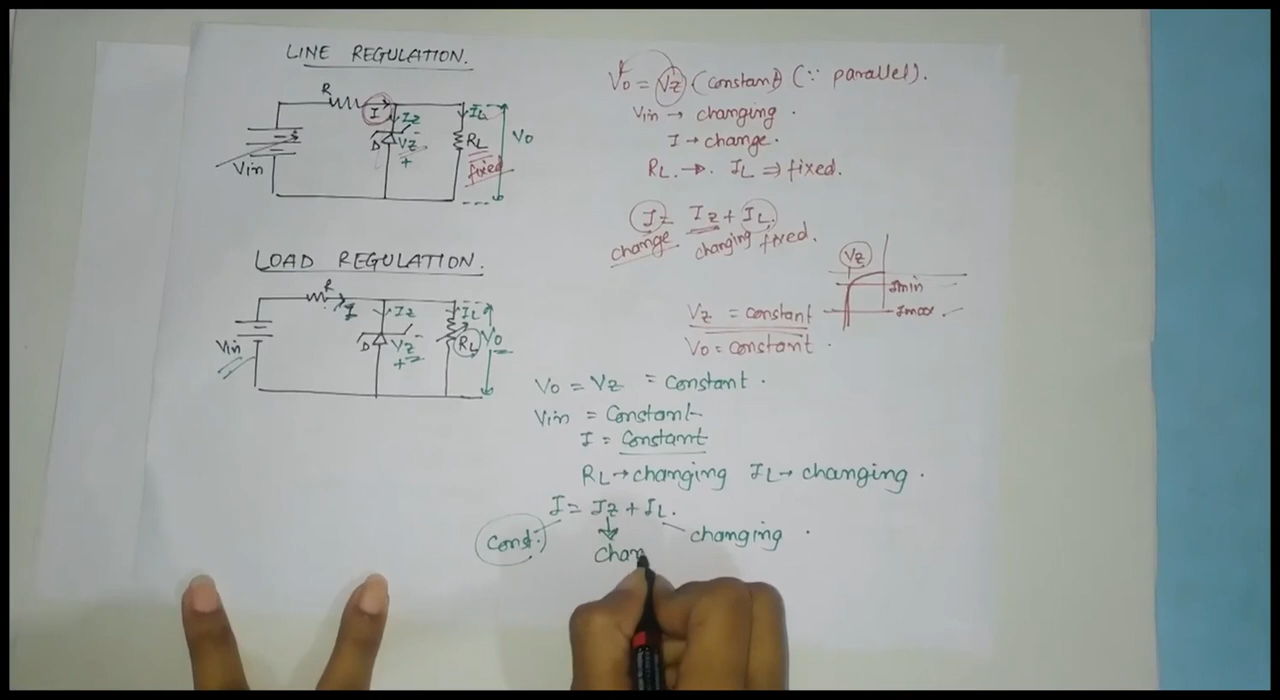 LINE REGULATION.
R
I
IZ
IL
Vin
D
VZ
-
+
RL
fixed
Vo
Vo = VZ (constant) (∵ parallel).
Vin → changing.
I → change.
RL → IL ⇒ fixed.
I = IZ + IL.
change changing fixed.
VZ
Imin
Imax
VZ = constant
Vo = constant.
LOAD REGULATION.
R
I
IZ
IL
Vin
D
VZ
-
+
RL
Vo
Vo = VZ = constant.
Vin = constant
I = constant
RL → changing IL → changing.
I = IZ + IL.
const. changing.
chan